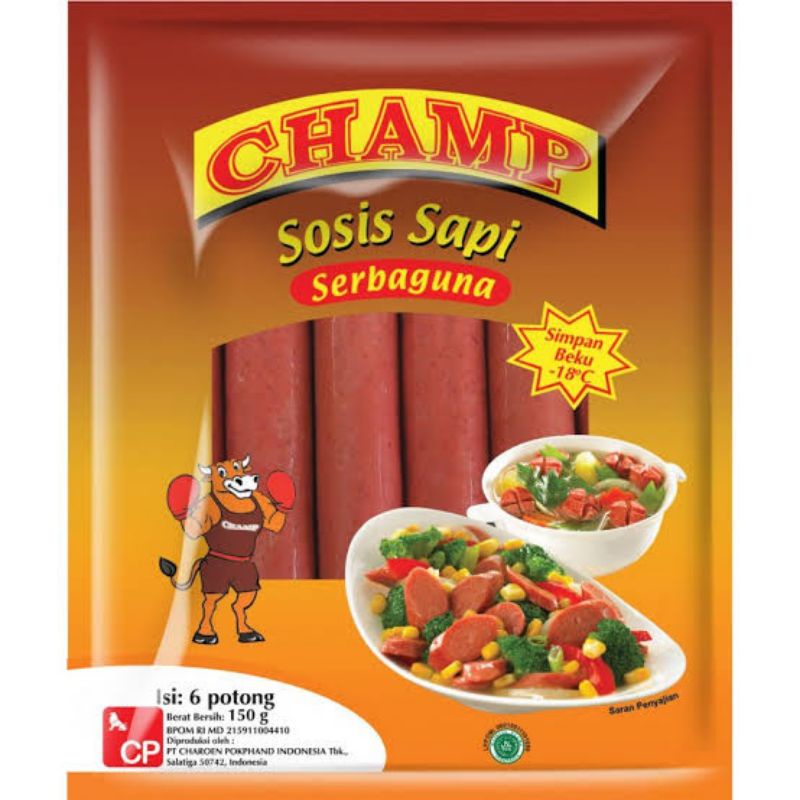 CHAMP
Sosis Sapi
Serbaguna
Simpan
Beku
-18°C
CHAMP
si: 6 potong
Berat Bersih: 150 g
BPOM RI MD 215911004410
Diproduksi oleh :
PT CHAROEN POKPHAND INDONESIA Tbk.,
Salatiga 50742, Indonesia
CP
Saran Penyajian